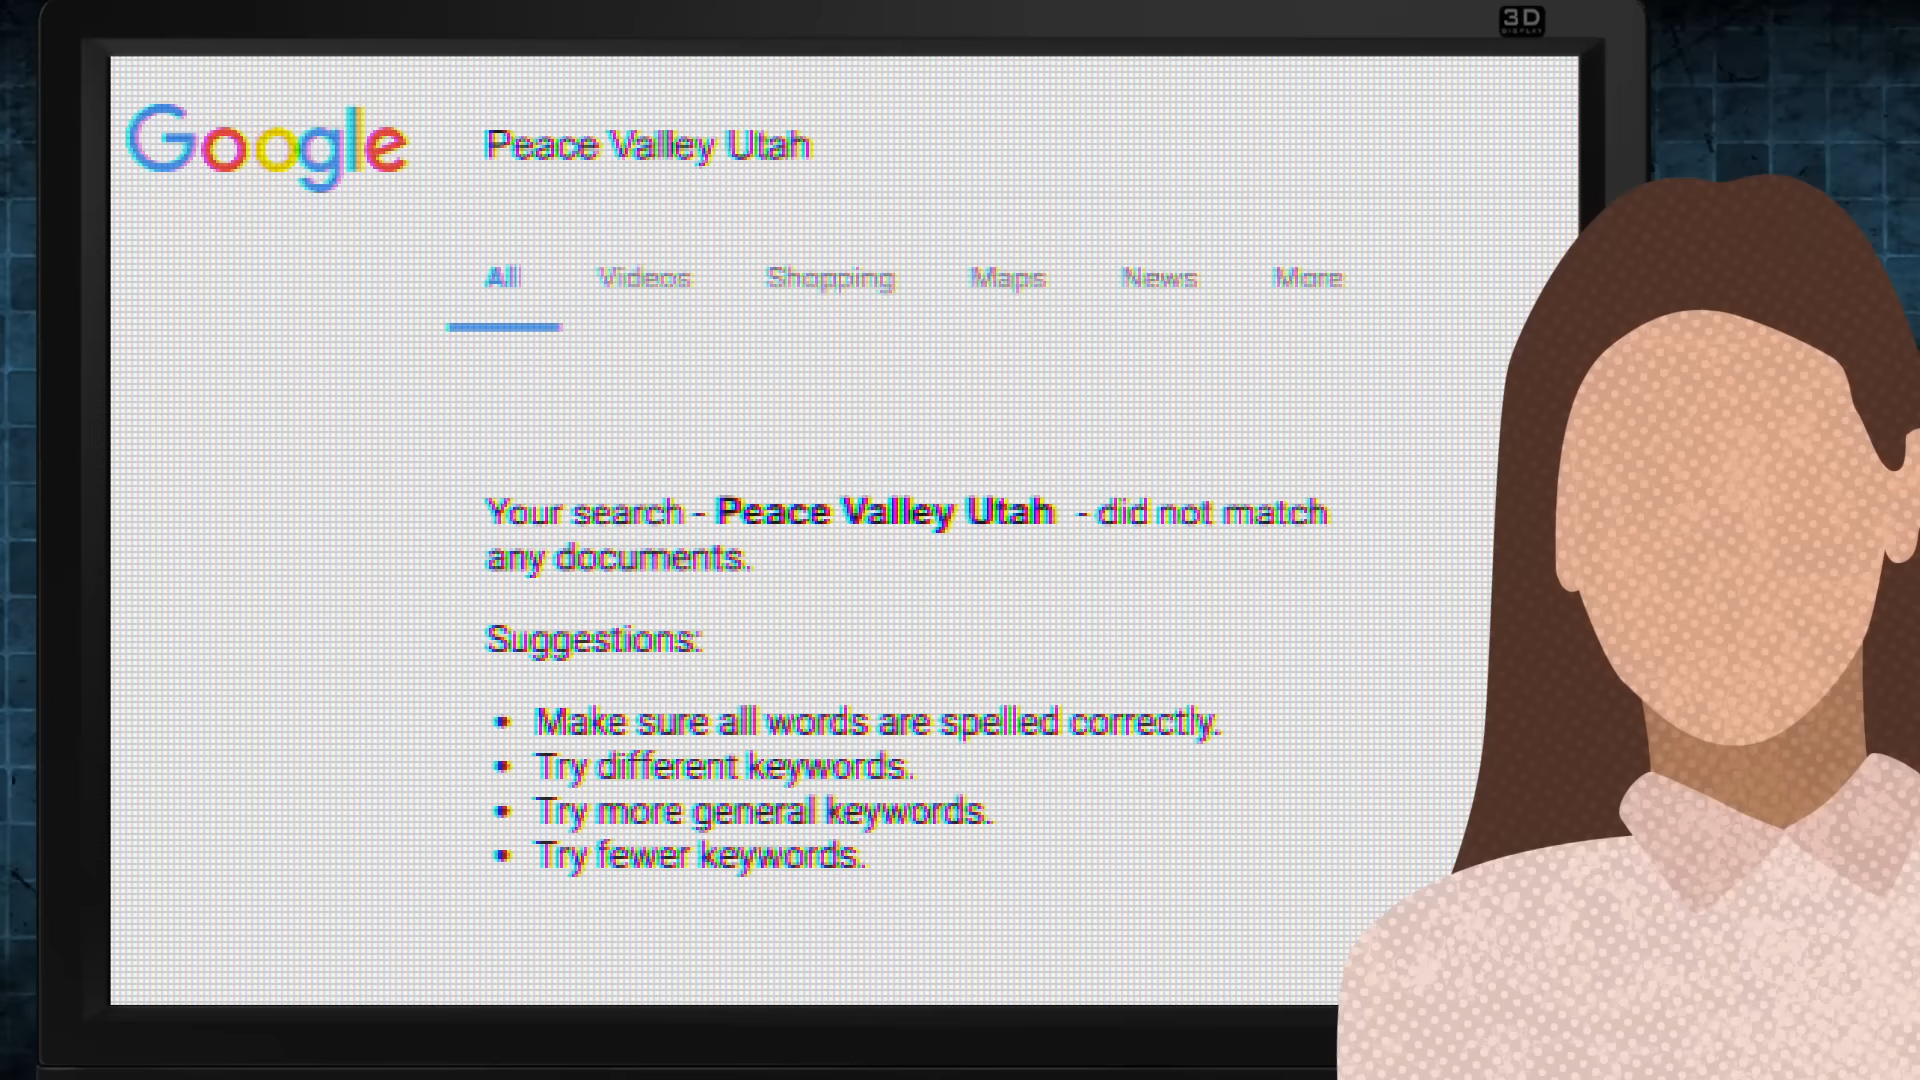 3D
DISPLAY
Google
Peace Valley Utah
All Videos Shopping Maps News More
Your search - Peace Valley Utah - did not match
any documents.
Suggestions:
• Make sure all words are spelled correctly.
• Try different keywords.
• Try more general keywords.
• Try fewer keywords.